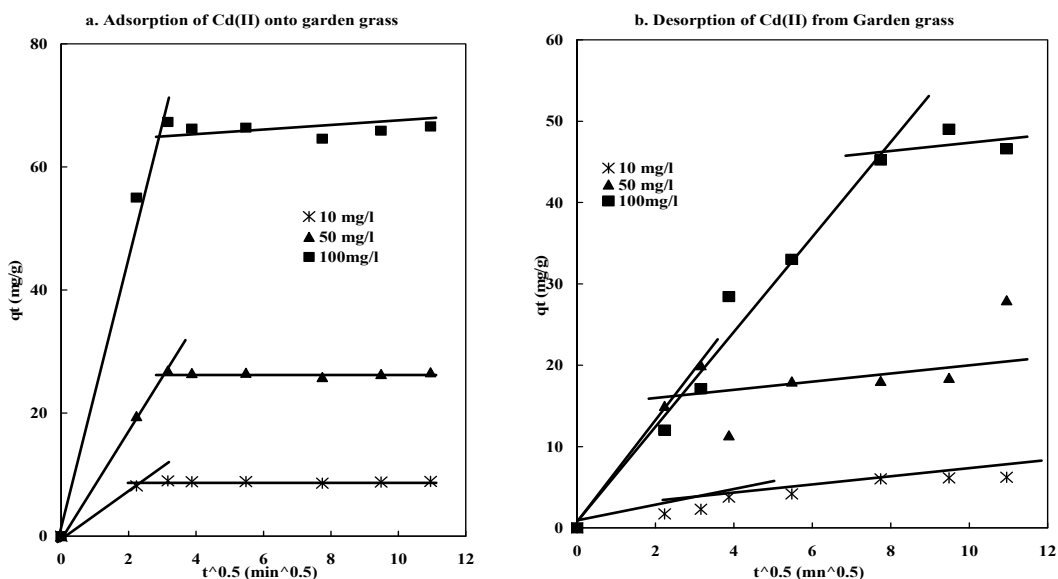 a. Adsorption of Cd(II) onto garden grass
80
60
40
20
0
0 2 4 6 8 10 12
qt (mg/g)
t^0.5 (min^0.5)
10 mg/l
50 mg/l
100mg/l
b. Desorption of Cd(II) from Garden grass
60
50
40
30
20
10
0
0 2 4 6 8 10 12
qt (mg/g)
t^0.5 (mn^0.5)
10 mg/l
50 mg/l
100mg/l